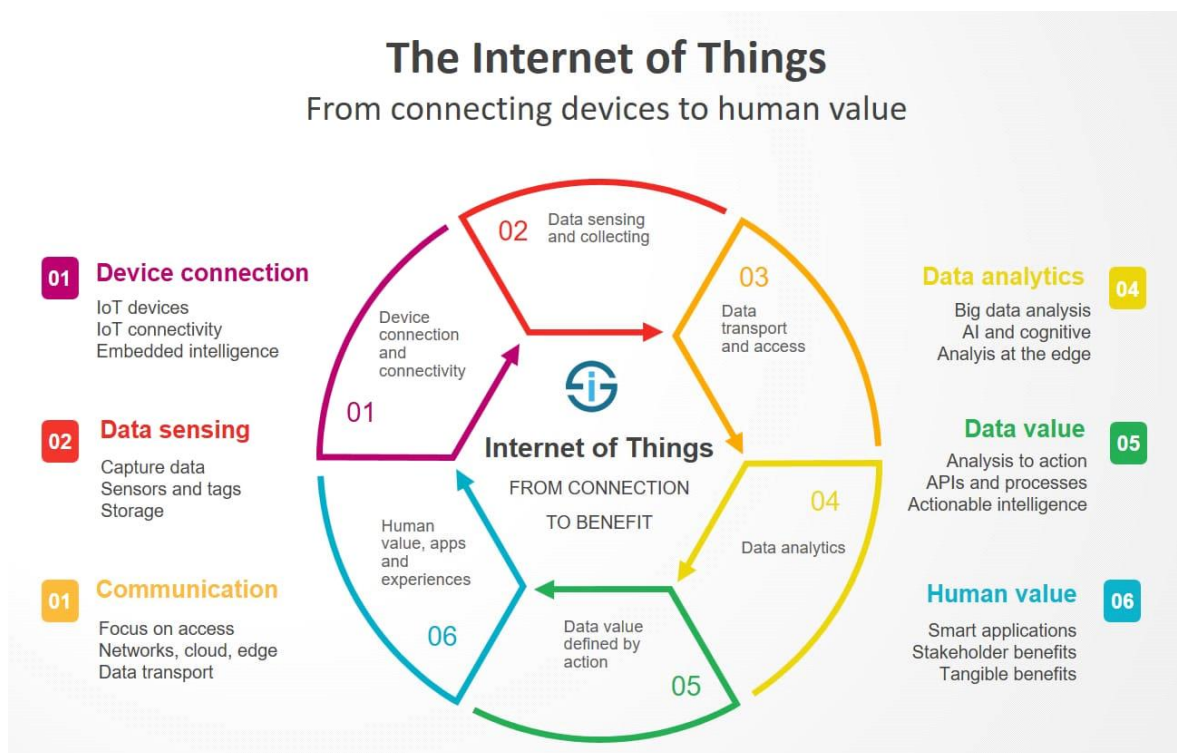 The Internet of Things
From connecting devices to human value
01
Device connection
IoT devices
IoT connectivity
Embedded intelligence
02
Data sensing
Capture data
Sensors and tags
Storage
01
Communication
Focus on access
Networks, cloud, edge
Data transport
01
Device
connection
and
connectivity
02
Data sensing
and collecting
03
Data
transport
and access
04
Data analytics
05
Data value
defined by
action
06
Human
value, apps
and
experiences
i
Internet of Things
FROM CONNECTION
TO BENEFIT
Data analytics
04
Big data analysis
AI and cognitive
Analyis at the edge
Data value
05
Analysis to action
APIs and processes
Actionable intelligence
Human value
06
Smart applications
Stakeholder benefits
Tangible benefits